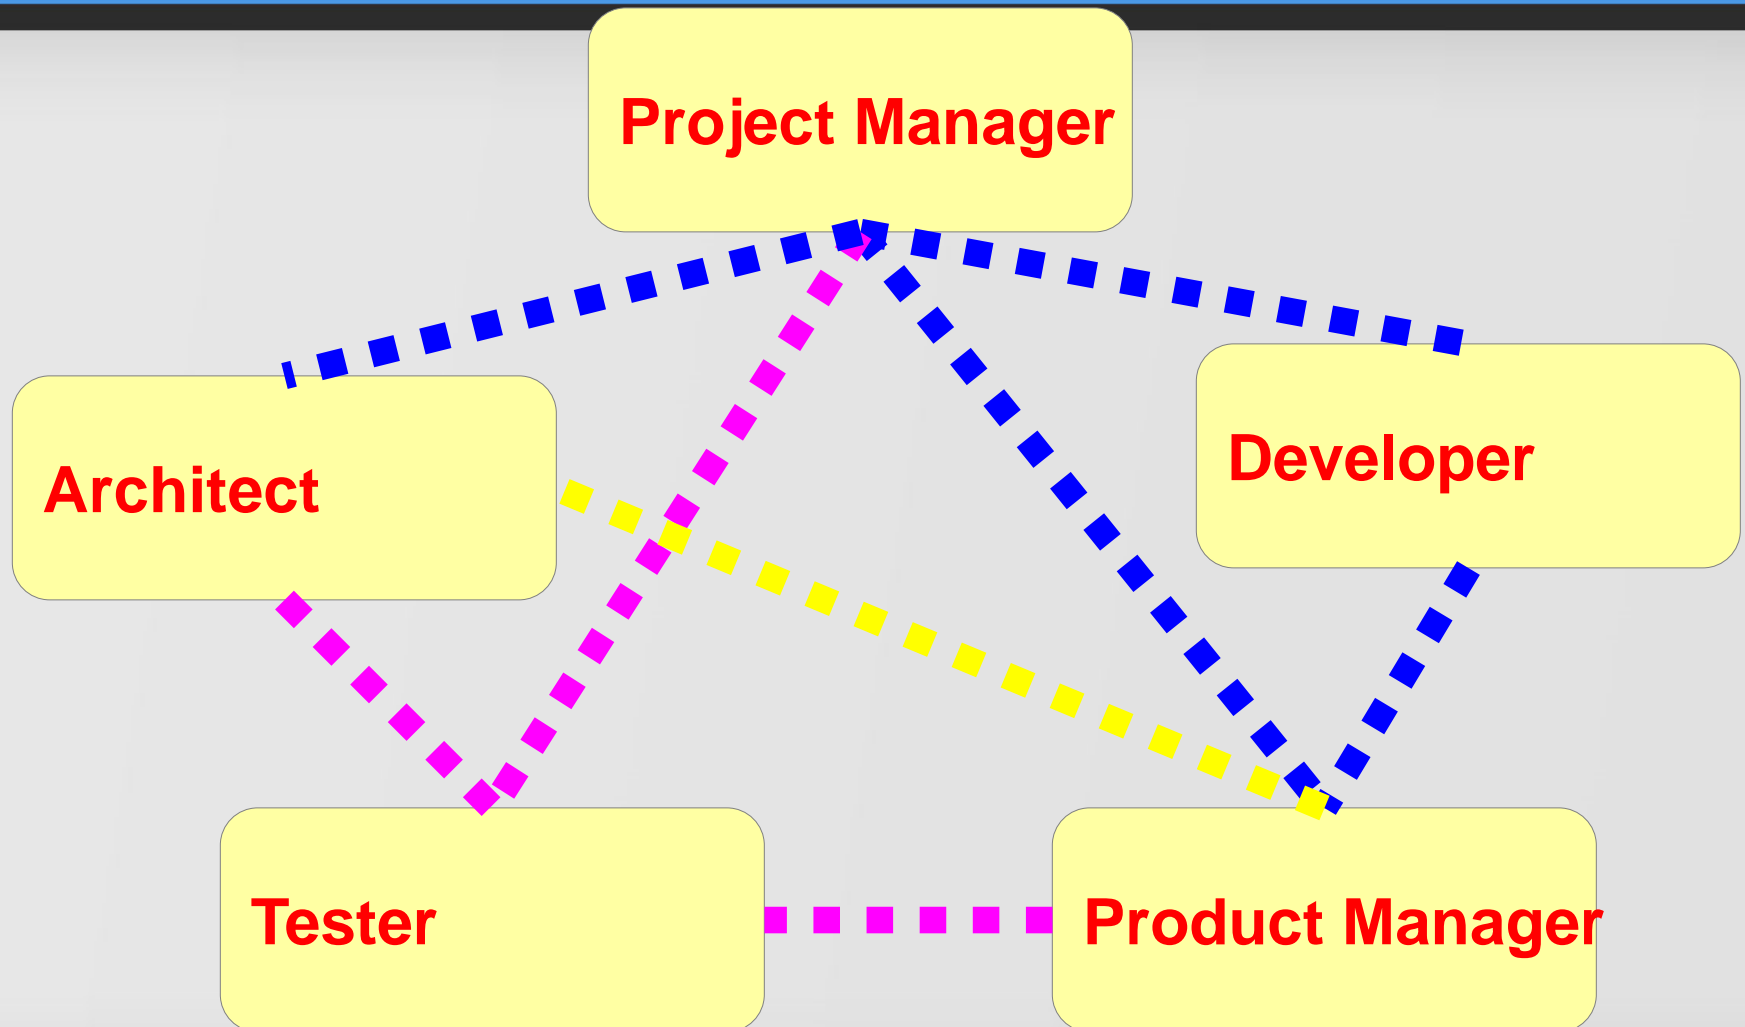 Project Manager
Architect
Developer
Tester
Product Manager